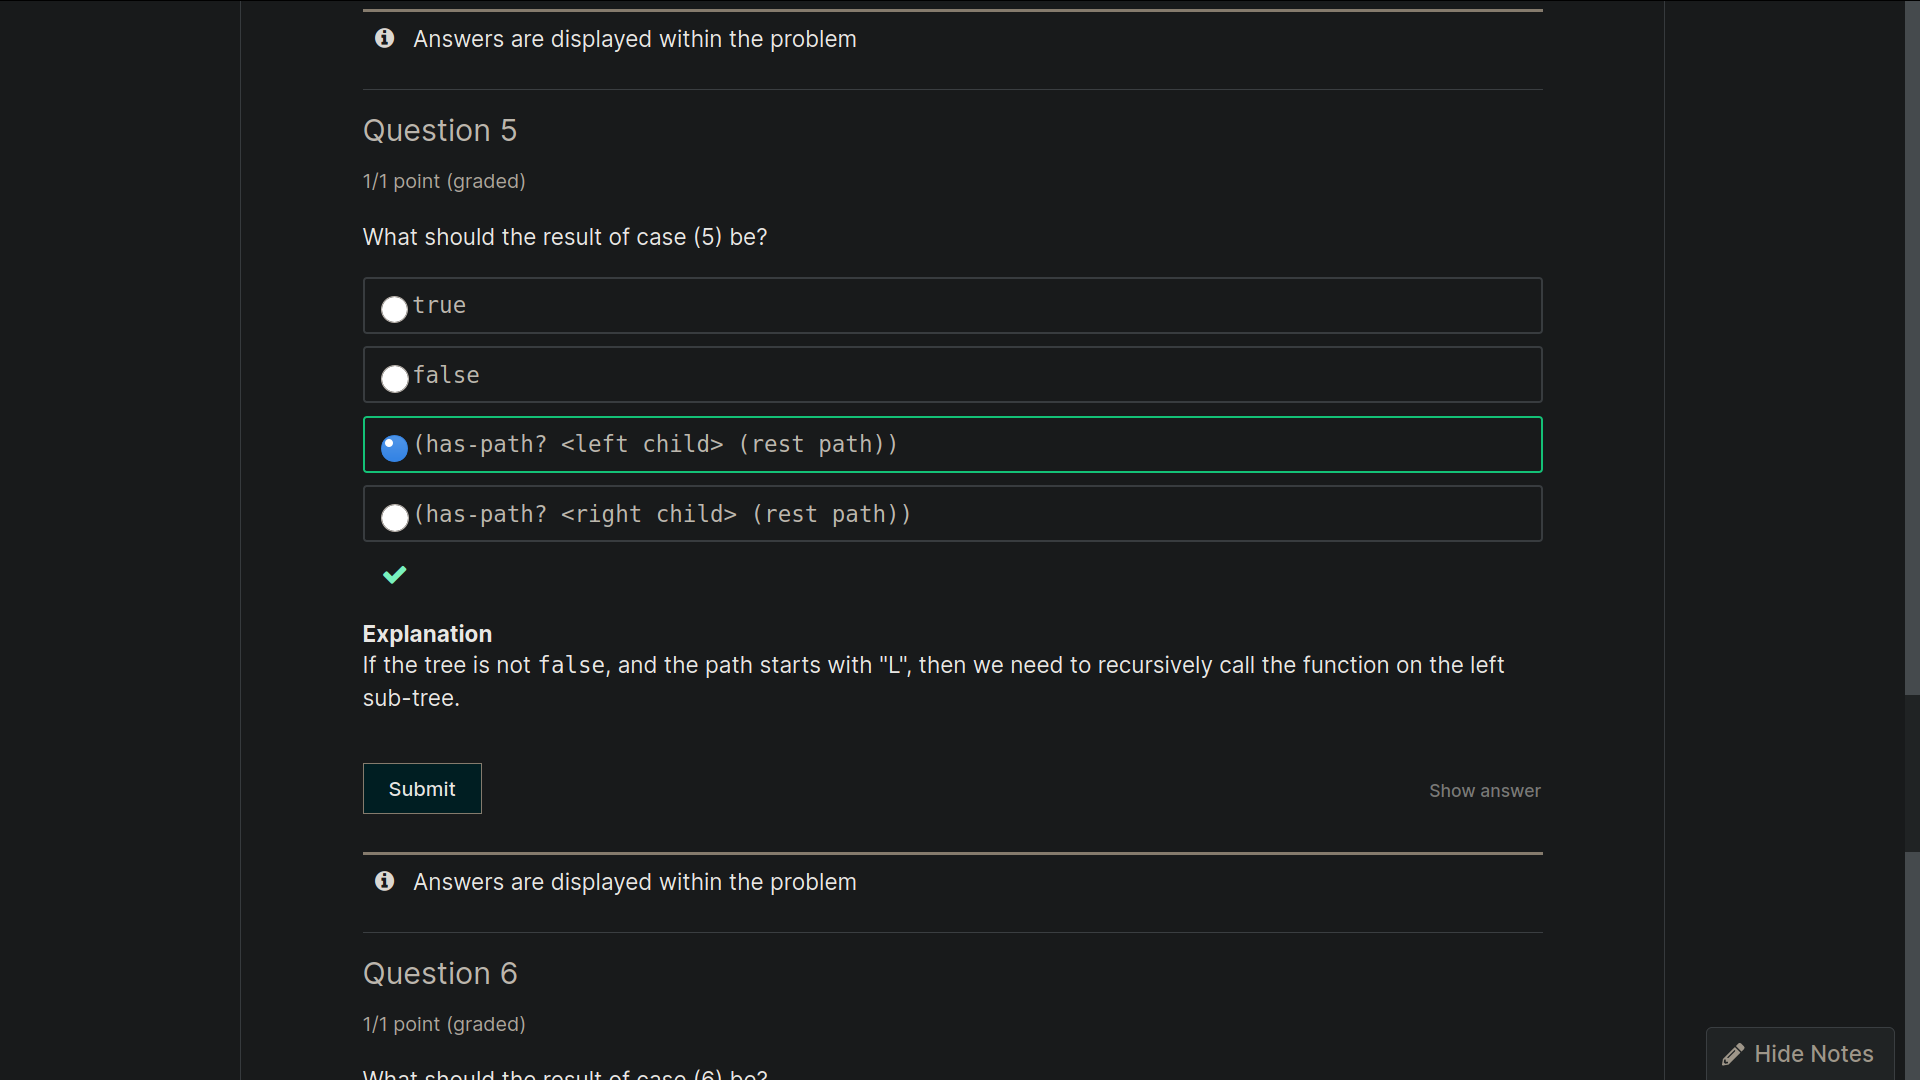 Answers are displayed within the problem
Question 5
1/1 point (graded)
What should the result of case (5) be?
true
false
(has-path? <left child> (rest path))
(has-path? <right child> (rest path))
Explanation
If the tree is not false, and the path starts with "L", then we need to recursively call the function on the left
sub-tree.
Submit
Show answer
Answers are displayed within the problem
Question 6
1/1 point (graded)
What should the result of case (6) be?
Hide Notes